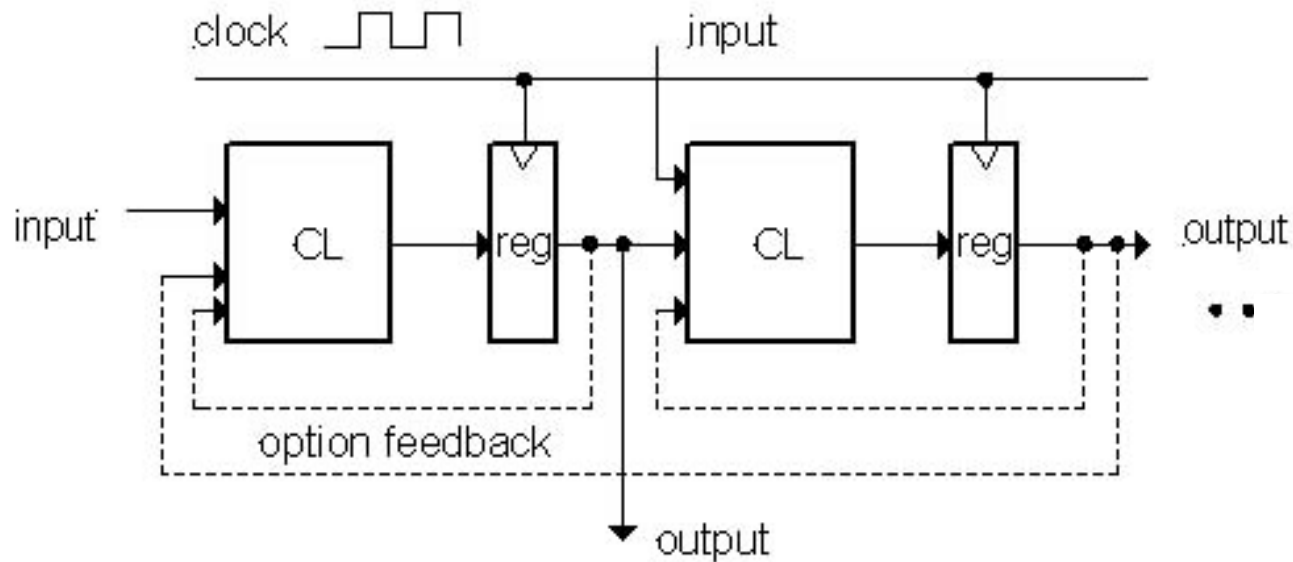 clock
input
input
CL
reg
CL
reg
output
option feedback
output